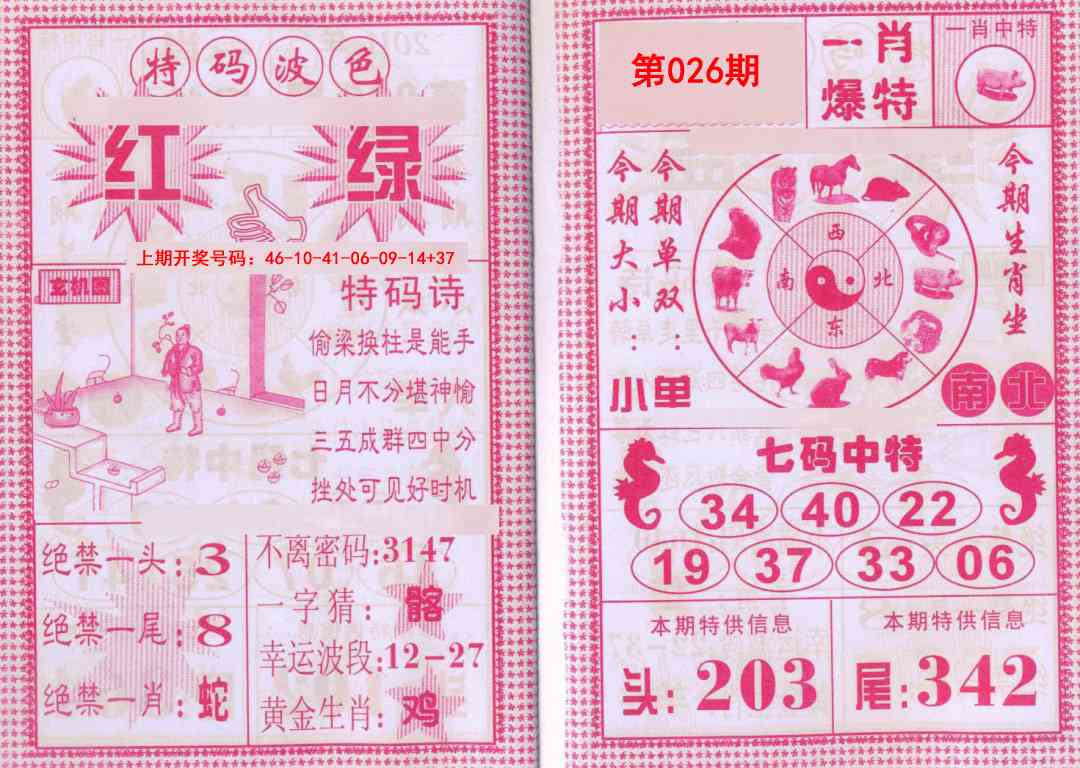 特码波色
红 绿
上期开奖号码: 46-10-41-06-09-14+37
玄机图
特码诗
偷梁换柱是能手
日月不分堪神愉
三五成群四中分
挫处可见好时机
绝禁一头:3
绝禁一尾:8
绝禁一肖:蛇
不离密码:3147
一字猜:髂
幸运波段:12-27
黄金生肖:鸡
第026期
一肖
爆特
一肖中特
今期大小:小
今期单双:单
西
南 北
东
今期生肖坐
南 北
七码中特
34 40 22
19 37 33 06
本期特供信息
头:203
本期特供信息
尾:342